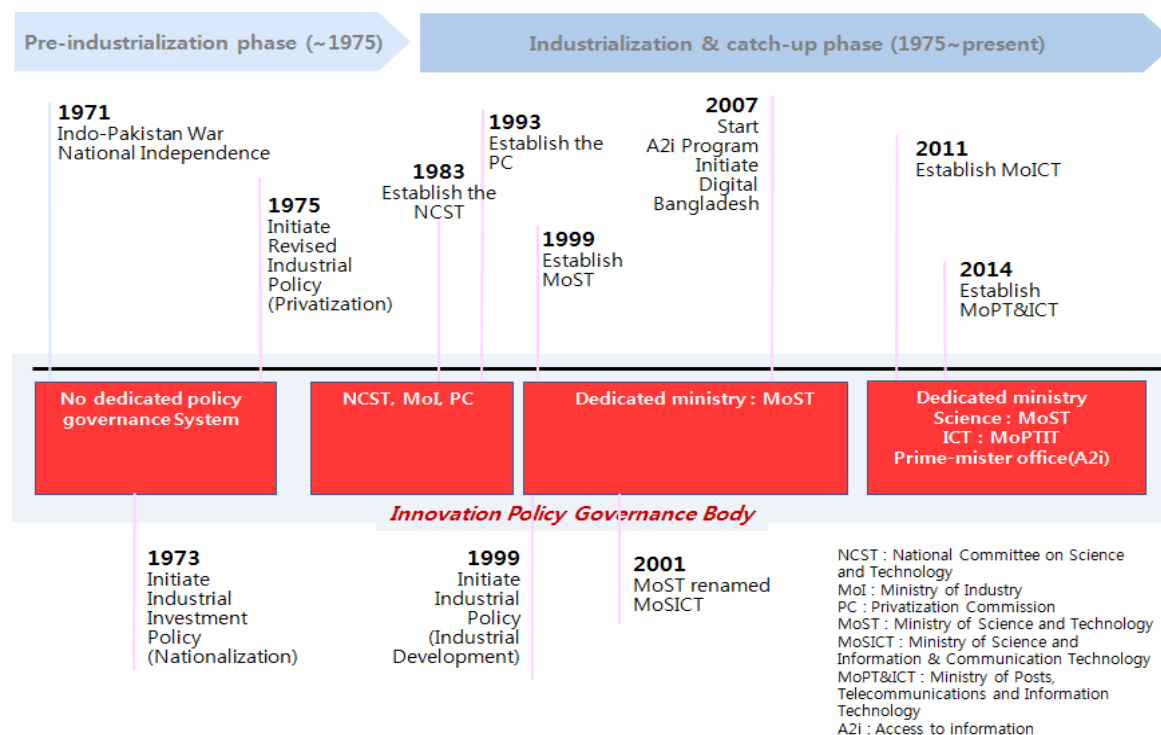 Pre-industrialization phase (~1975)
Industrialization & catch-up phase (1975~present)
1971
Indo-Pakistan War
National Independence
1975
Initiate
Revised
Industrial
Policy
(Privatization)
1983
Establish the
NCST
1993
Establish the
PC
1999
Establish
MoST
2007
Start
A2i Program
Initiate
Digital
Bangladesh
2011
Establish MoICT
2014
Establish
MoPT&ICT
No dedicated policy
governance System
NCST, MoI, PC
Dedicated ministry : MoST
Dedicated ministry
Science : MoST
ICT : MoPTIT
Prime-mister office(A2i)
Innovation Policy Governance Body
1973
Initiate
Industrial
Investment
Policy
(Nationalization)
1999
Initiate
Industrial
Policy
(Industrial
Development)
2001
MoST renamed
MoSICT
NCST : National Committee on Science
and Technology
MoI : Ministry of Industry
PC : Privatization Commission
MoST : Ministry of Science and Technology
MoSICT : Ministry of Science and
Information & Communication Technology
MoPT&ICT : Ministry of Posts,
Telecommunications and Information
Technology
A2i : Access to information